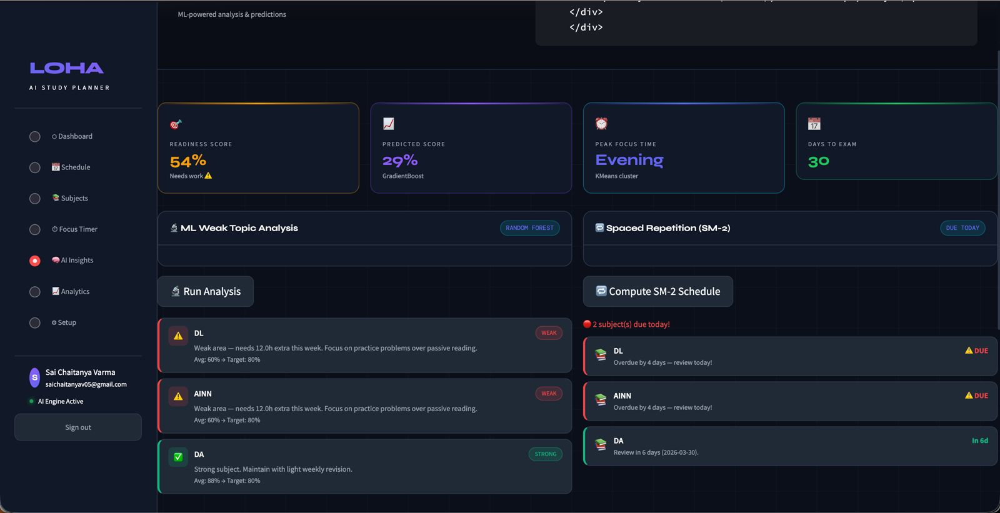 ML-powered analysis & predictions
</div>
</div>
LOHA
AI STUDY PLANNER
Dashboard
Schedule
Subjects
Focus Timer
AI Insights
Analytics
Setup
S
Sai Chaitanya Varma
saichaitanyav05@gmail.com
AI Engine Active
Sign out
READINESS SCORE
54%
Needs work
PREDICTED SCORE
29%
GradientBoost
PEAK FOCUS TIME
Evening
KMeans cluster
17
DAYS TO EXAM
30
ML Weak Topic Analysis
RANDOM FOREST
Run Analysis
DL
WEAK
Weak area — needs 12.0h extra this week. Focus on practice problems over passive reading.
Avg: 60% → Target: 80%
AINN
WEAK
Weak area — needs 12.0h extra this week. Focus on practice problems over passive reading.
Avg: 60% → Target: 80%
DA
STRONG
Strong subject. Maintain with light weekly revision.
Avg: 88% → Target: 80%
Spaced Repetition (SM-2)
DUE TODAY
Compute SM-2 Schedule
2 subject(s) due today!
DL
DUE
Overdue by 4 days — review today!
AINN
DUE
Overdue by 4 days — review today!
DA
In 6d
Review in 6 days (2026-03-30).